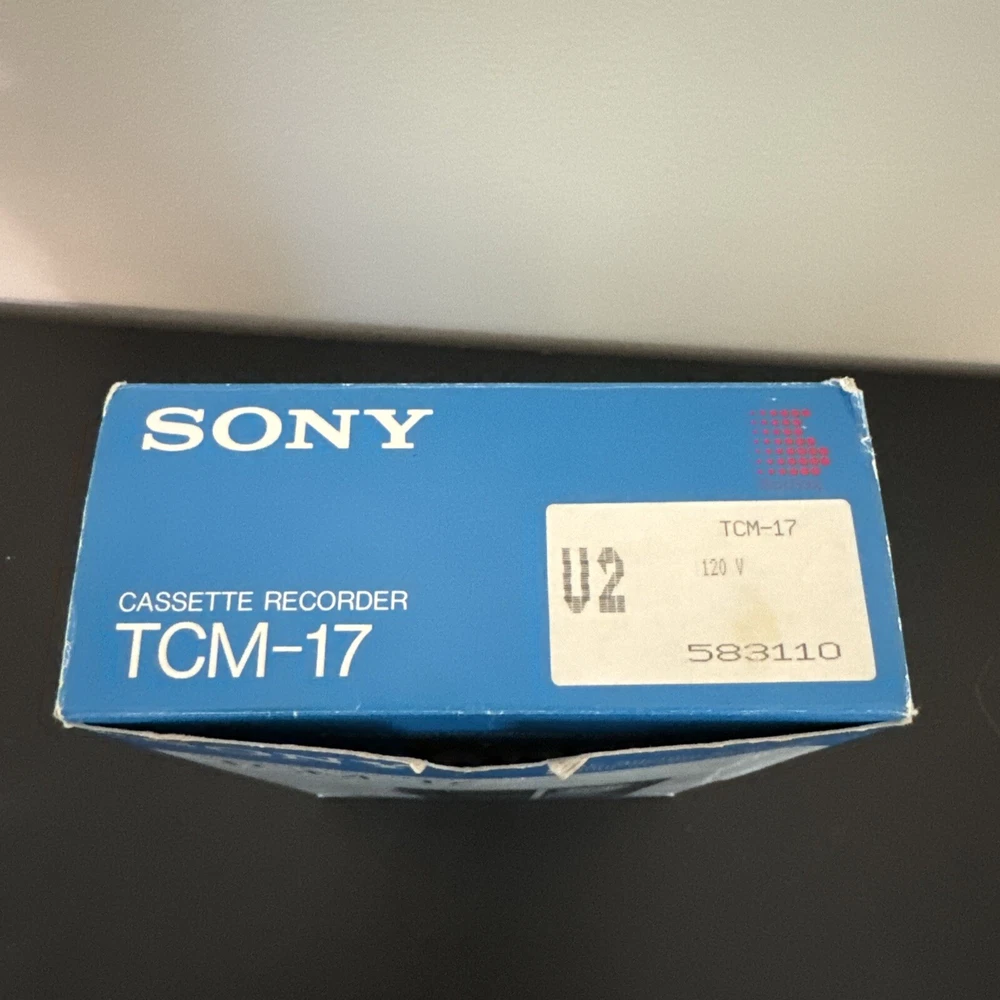 SONY
CASSETTE RECORDER
TCM-17
TCM-17
U2
120 V
583110